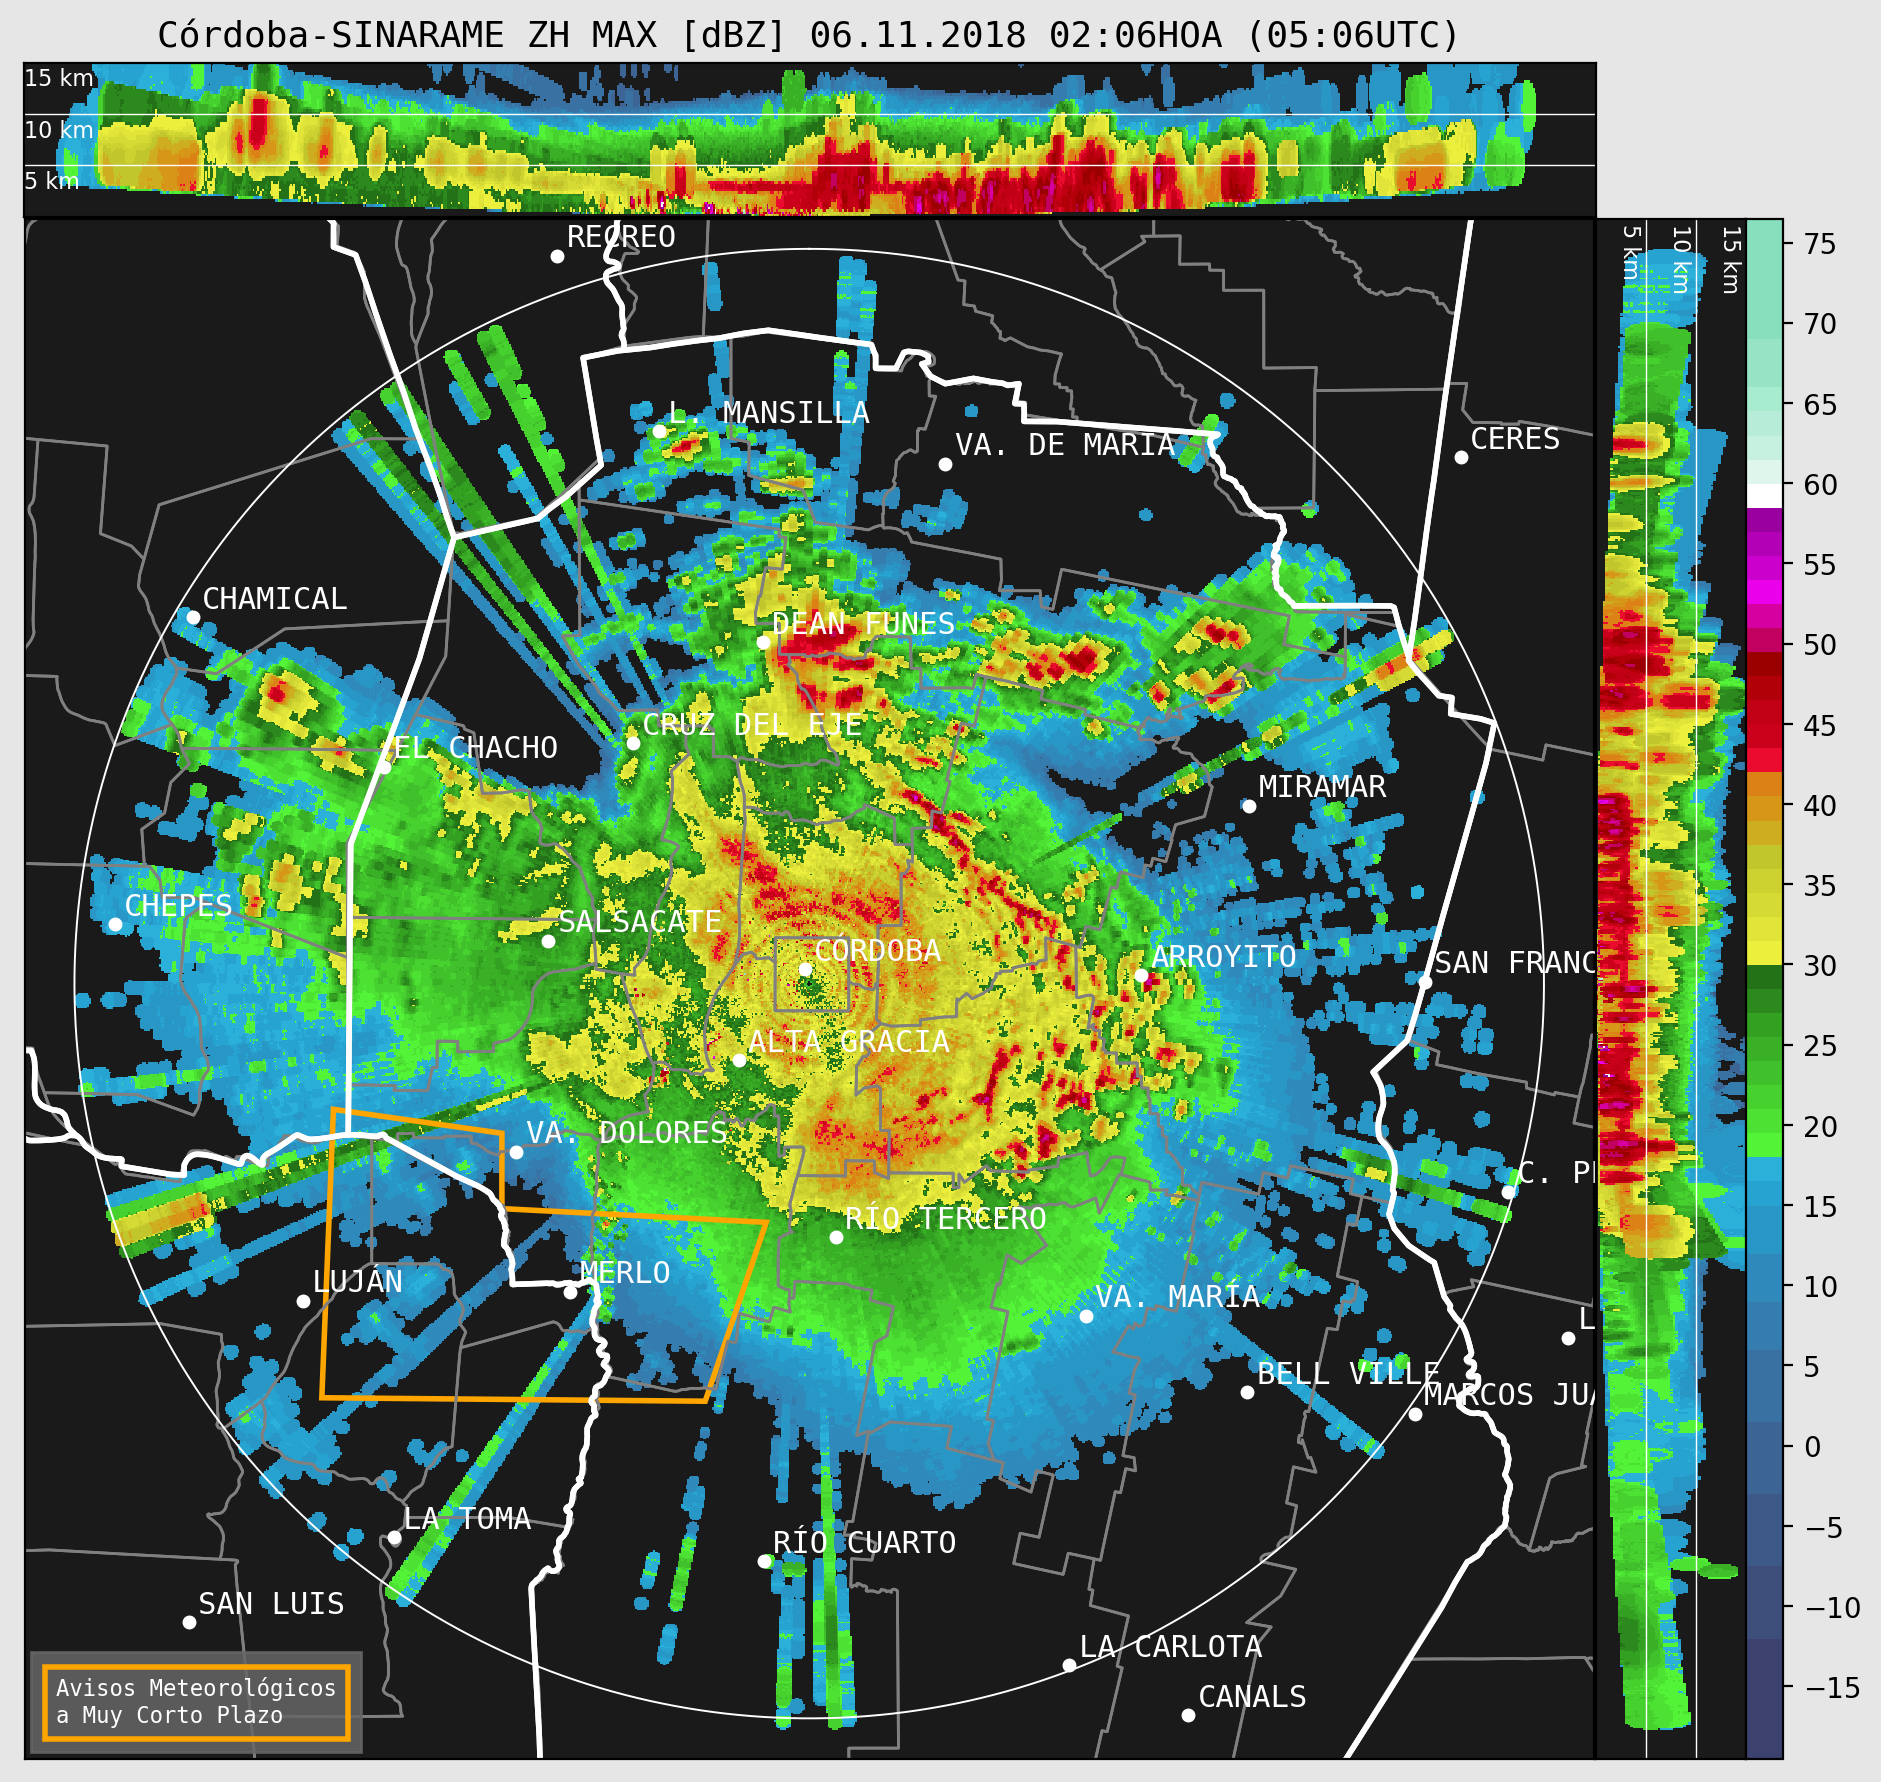 Córdoba-SINARAME ZH MAX [dBZ] 06.11.2018 02:06HOA (05:06UTC)
15 km
10 km
5 km
5 km
10 km
15 km
RECREO
L. MANSILLA
VA. DE MARIA
CERES
CHAMICAL
DEAN FUNES
CRUZ DEL EJE
EL CHACHO
MIRAMAR
CHEPES
SALSACATE
CÓRDOBA
ARROYITO
SAN FRANC
ALTA GRACIA
VA. DOLORES
C. PE
RÍO TERCERO
LUJÁN
MERLO
VA. MARÍA
L
BELL VILLE
MARCOS JUA
LA TOMA
RÍO CUARTO
SAN LUIS
LA CARLOTA
CANALS
Avisos Meteorológicos
a Muy Corto Plazo
75
70
65
60
55
50
45
40
35
30
25
20
15
10
5
0
−5
−10
−15